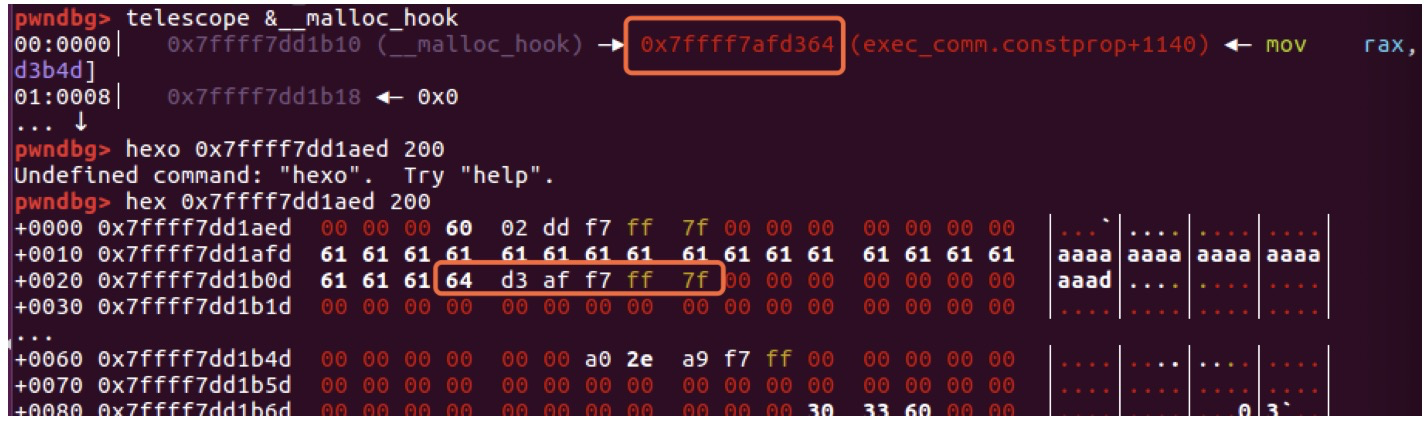 pwndbg> telescope &__malloc_hook
00:0000│   0x7ffff7dd1b10 (__malloc_hook) —▸ 0x7ffff7afd364 (exec_comm.constprop+1140) ◂— mov    rax,
d3b4d]
01:0008│   0x7ffff7dd1b18 ◂— 0x0
... ↓
pwndbg> hexo 0x7ffff7dd1aed 200
Undefined command: "hexo".  Try "help".
pwndbg> hex 0x7ffff7dd1aed 200
+0000 0x7ffff7dd1aed  00 00 00 60  02 dd f7 ff  7f 00 00 00  00 00 00 00  │...`│....│....│....│
+0010 0x7ffff7dd1afd  61 61 61 61  61 61 61 61  61 61 61 61  61 61 61 61  │aaaa│aaaa│aaaa│aaaa│
+0020 0x7ffff7dd1b0d  61 61 61 64  d3 af f7 ff  7f 00 00 00  00 00 00 00  │aaad│....│....│....│
+0030 0x7ffff7dd1b1d  00 00 00 00  00 00 00 00  00 00 00 00  00 00 00 00  │....│....│....│....│
...
+0060 0x7ffff7dd1b4d  00 00 00 00  00 00 a0 2e  a9 f7 ff 00  00 00 00 00  │....│....│....│....│
+0070 0x7ffff7dd1b5d  00 00 00 00  00 00 00 00  00 00 00 00  00 00 00 00  │....│....│....│....│
+0080 0x7ffff7dd1b6d  00 00 00 00  00 00 00 00  00 00 00 30  33 60 00 00  │....│....│...0│3`..│